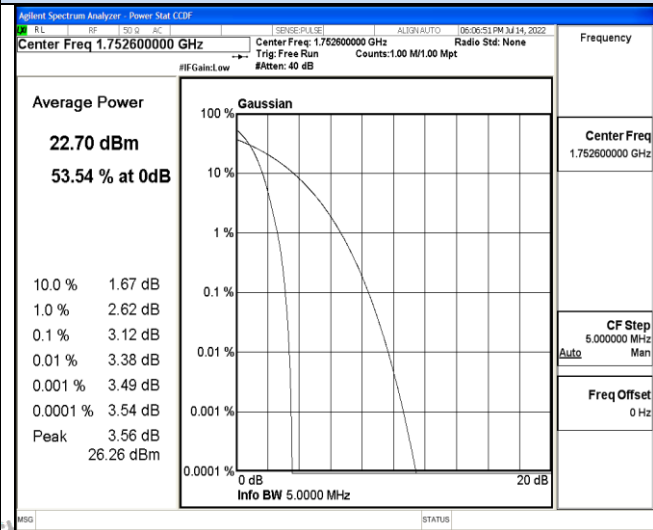 Agilent Spectrum Analyzer - Power Stat CCDF
RL RF 50 Ω AC SENSE:PULSE ALIGN AUTO 06:06:51 PM Jul 14, 2022
Center Freq 1.752600000 GHz
Center Freq: 1.752600000 GHz Radio Std: None
Trig: Free Run Counts:1.00 M/1.00 Mpt
#IFGain:Low #Atten: 40 dB
Frequency
Average Power
22.70 dBm
53.54 % at 0dB
10.0 % 1.67 dB
1.0 % 2.62 dB
0.1 % 3.12 dB
0.01 % 3.38 dB
0.001 % 3.49 dB
0.0001 % 3.54 dB
Peak 3.56 dB
26.26 dBm
Gaussian
100 %
10 %
1 %
0.1 %
0.01 %
0.001 %
0.0001 %
0 dB 20 dB
Info BW 5.0000 MHz
Center Freq
1.752600000 GHz
CF Step
5.000000 MHz
Auto Man
Freq Offset
0 Hz
MSG STATUS